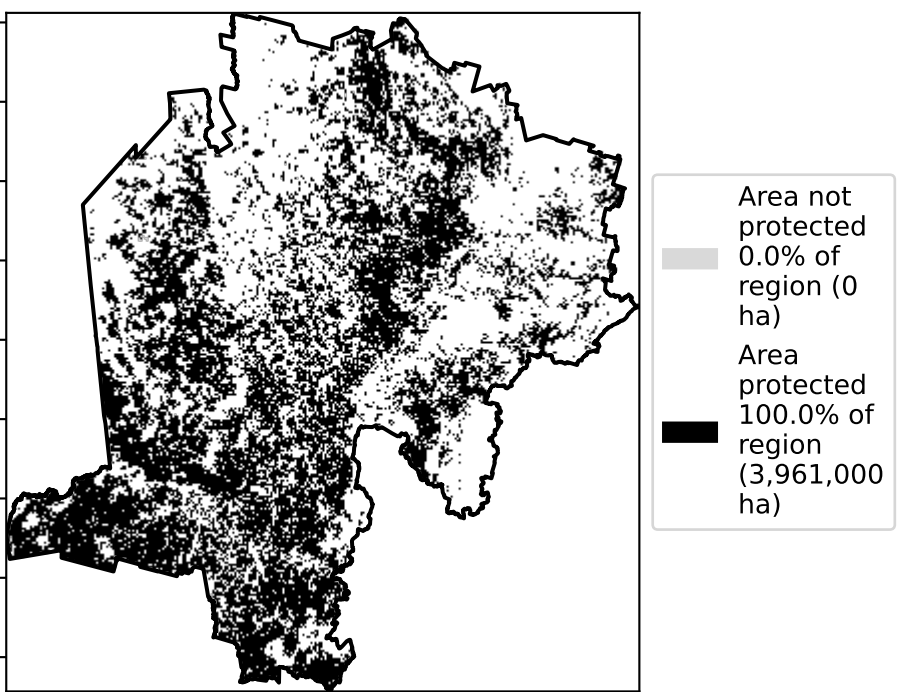 Area not
protected
0.0% of
region (0
ha)
Area
protected
100.0% of
region
(3,961,000
ha)